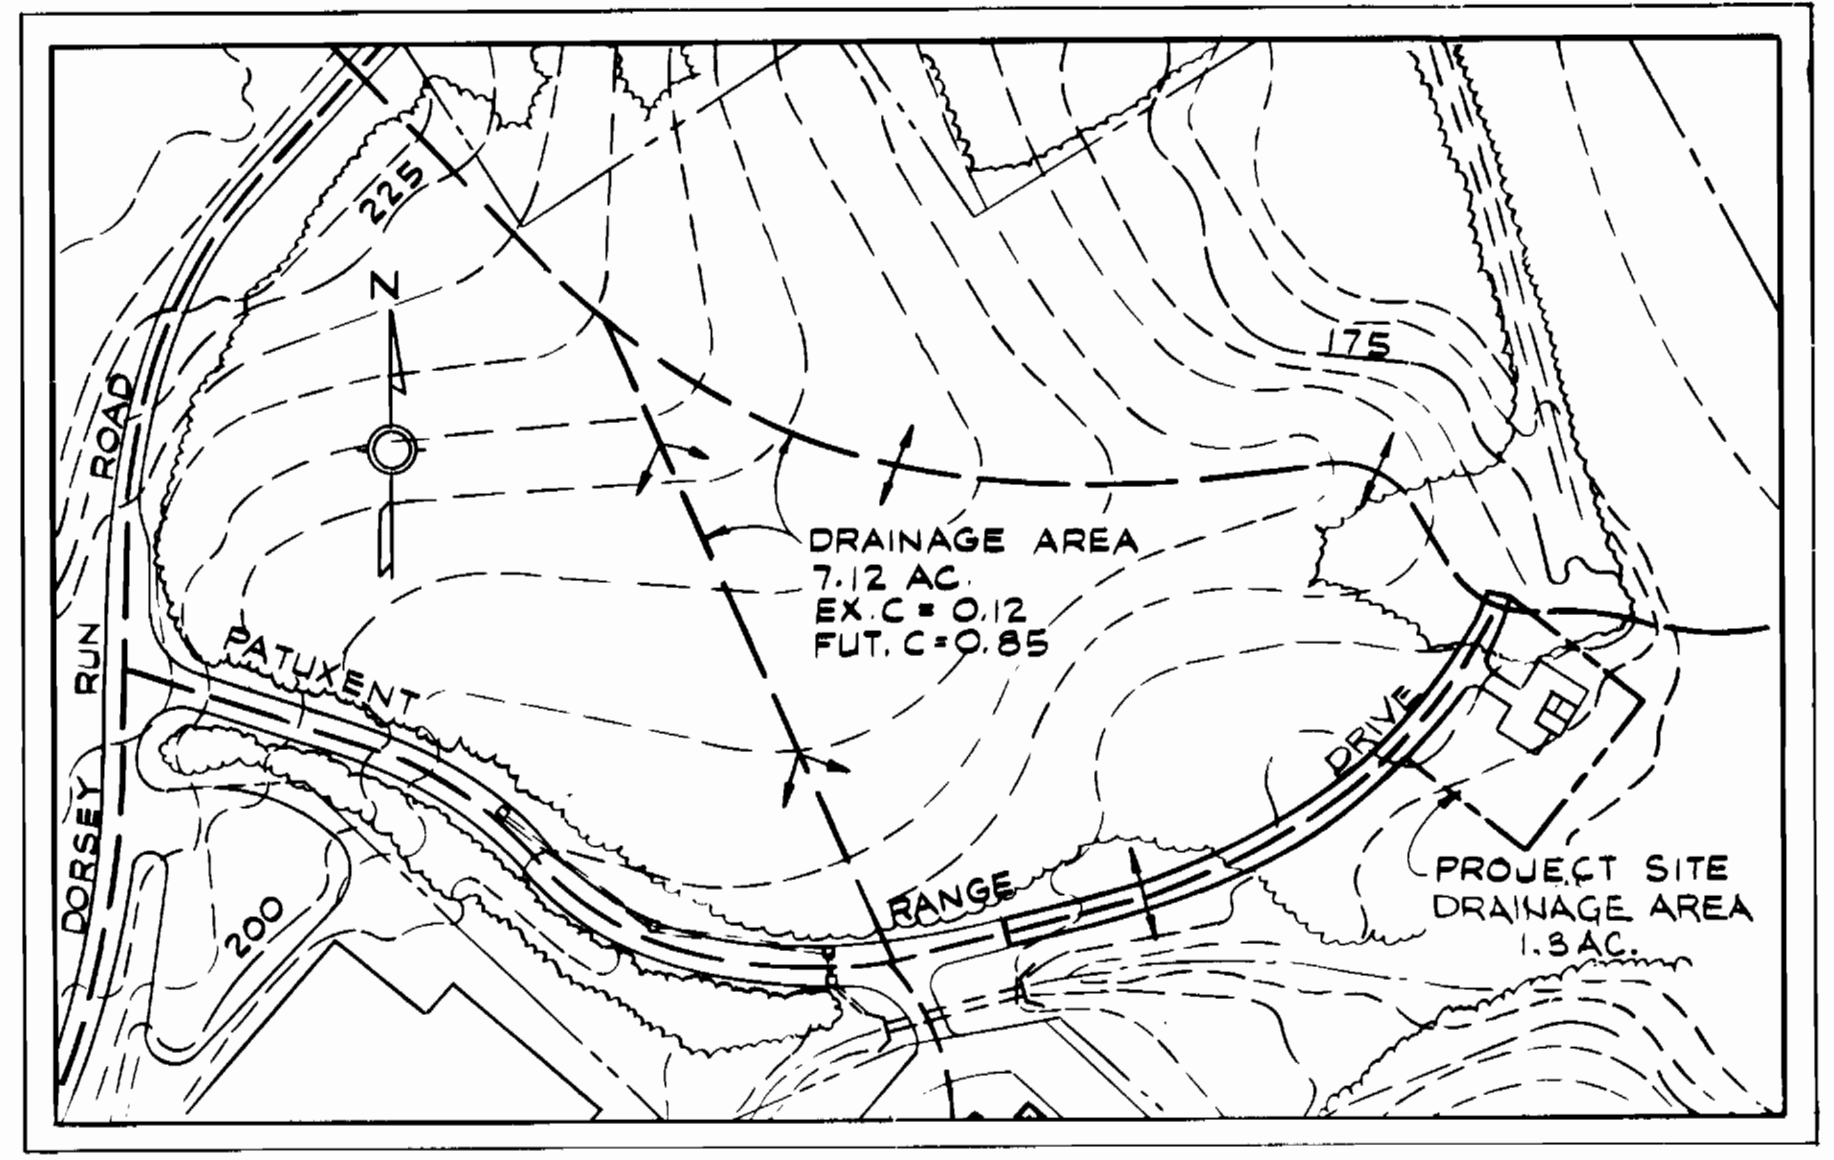 225
N
175
ROAD
RUN
DORSEY
DRAINAGE AREA
7.12 AC.
EX. C = 0.12
FUT. C = 0.85
PATUXENT
RANGE
DRIVE
200
PROJECT SITE
DRAINAGE AREA
1.3 AC.